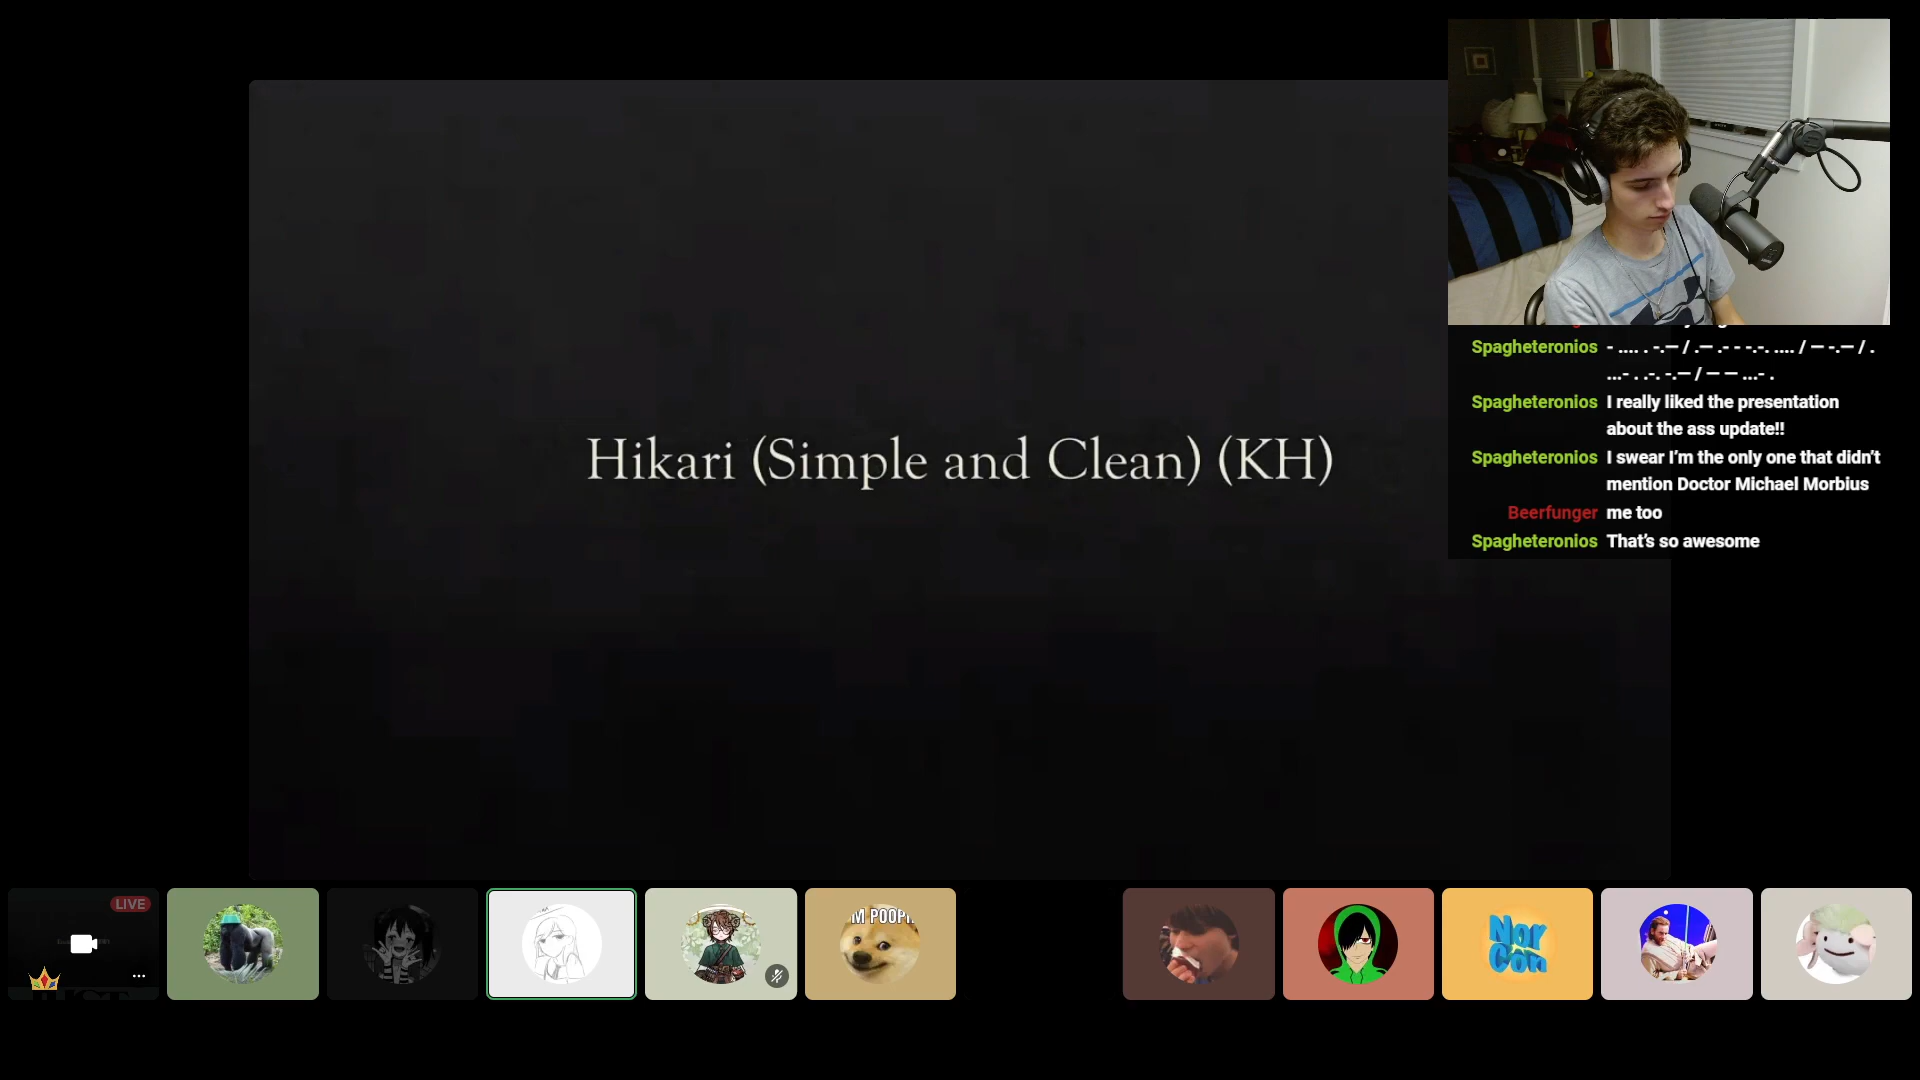 Hikari (Simple and Clean) (KH)
Spagheteronios - .... . -.— / .— .- - -.-. .... / — -.— / .
...- . .-. -.— / — — ...- .
Spagheteronios I really liked the presentation
about the ass update!!
Spagheteronios I swear I'm the only one that didn't
mention Doctor Michael Morbius
Beerfunger me too
Spagheteronios That's so awesome
LIVE
Nor
Con